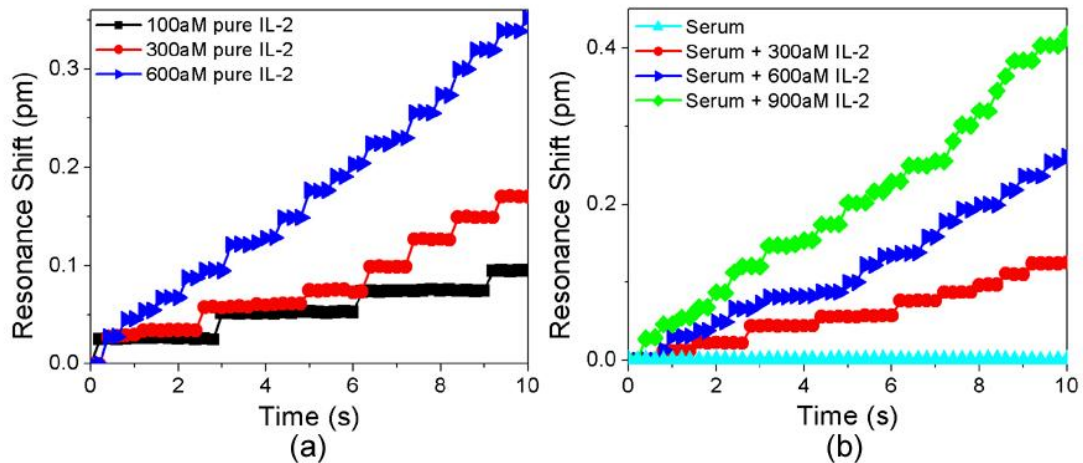 100aM pure IL-2
300aM pure IL-2
600aM pure IL-2
Resonance Shift (pm)
0.3
0.2
0.1
0.0
0 2 4 6 8 10
Time (s)
(a)
Serum
Serum + 300aM IL-2
Serum + 600aM IL-2
Serum + 900aM IL-2
Resonance Shift (pm)
0.4
0.2
0.0
0 2 4 6 8 10
Time (s)
(b)